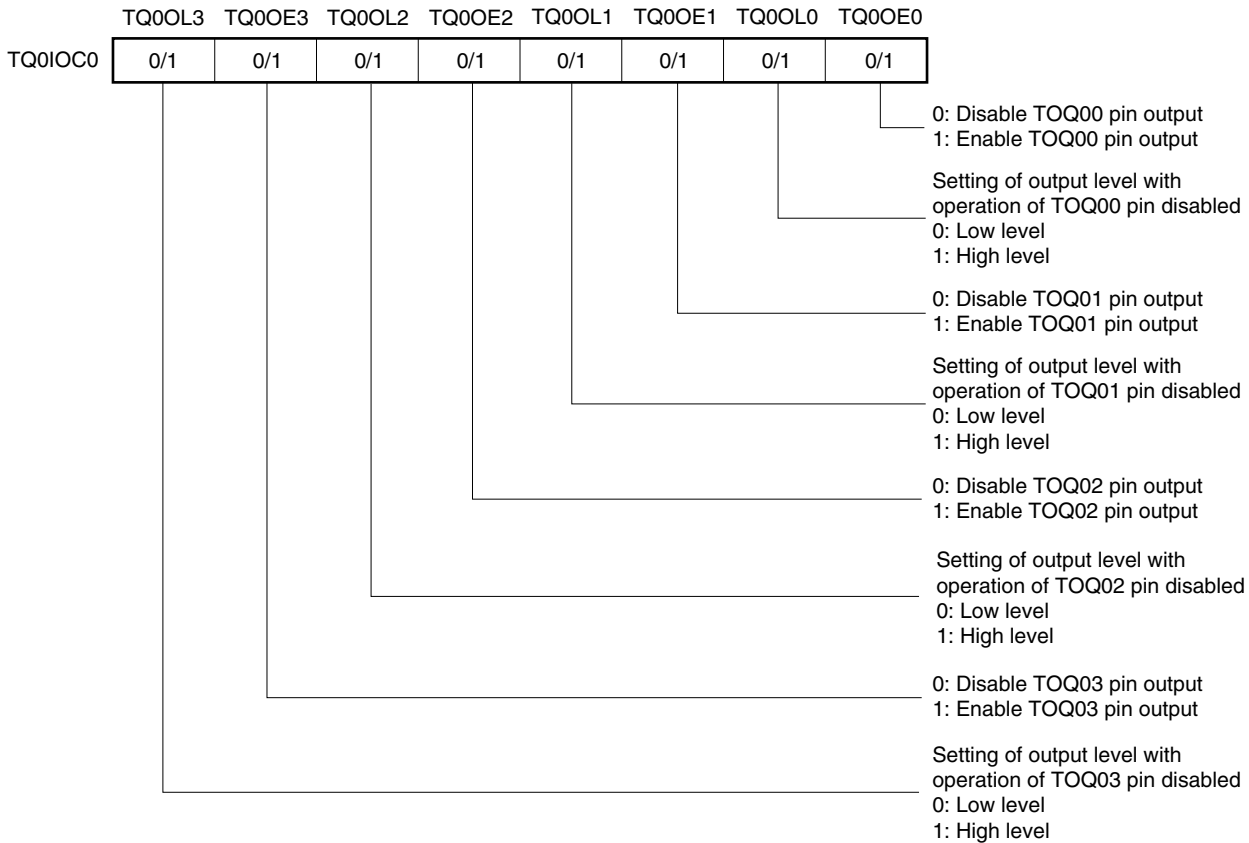 TQ0OL3 TQ0OE3 TQ0OL2 TQ0OE2 TQ0OL1 TQ0OE1 TQ0OL0 TQ0OE0
TQ0IOC0 0/1 0/1 0/1 0/1 0/1 0/1 0/1 0/1
0: Disable TOQ00 pin output
1: Enable TOQ00 pin output
Setting of output level with
operation of TOQ00 pin disabled
0: Low level
1: High level
0: Disable TOQ01 pin output
1: Enable TOQ01 pin output
Setting of output level with
operation of TOQ01 pin disabled
0: Low level
1: High level
0: Disable TOQ02 pin output
1: Enable TOQ02 pin output
Setting of output level with
operation of TOQ02 pin disabled
0: Low level
1: High level
0: Disable TOQ03 pin output
1: Enable TOQ03 pin output
Setting of output level with
operation of TOQ03 pin disabled
0: Low level
1: High level